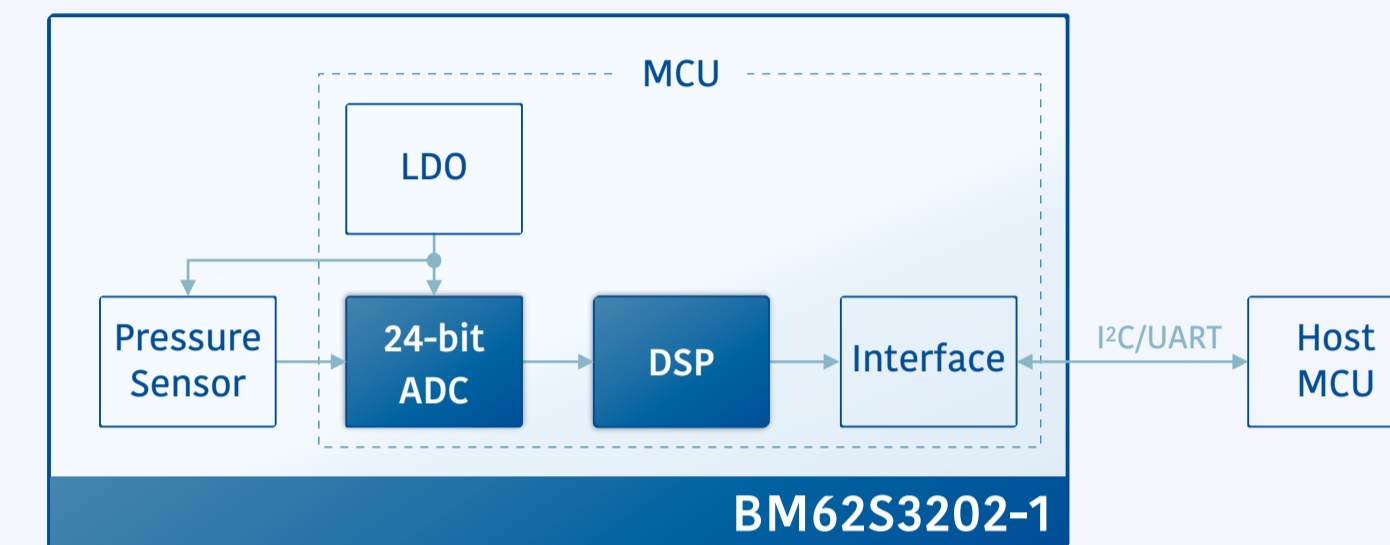 MCU
LDO
Pressure
Sensor
24-bit
ADC
DSP
Interface
I²C/UART
Host
MCU
BM62S3202-1